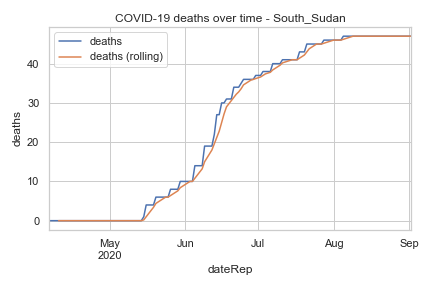 COVID-19 deaths over time - South_Sudan
deaths
deaths (rolling)
deaths
40
30
20
10
0
May Jun Jul Aug Sep
2020
dateRep